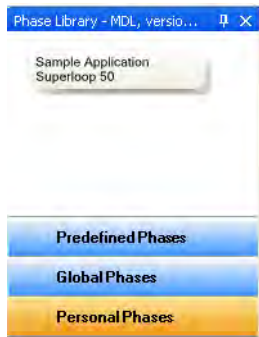 Phase Library - MDL, versio...
Sample Application
Superloop 50
Predefined Phases
Global Phases
Personal Phases